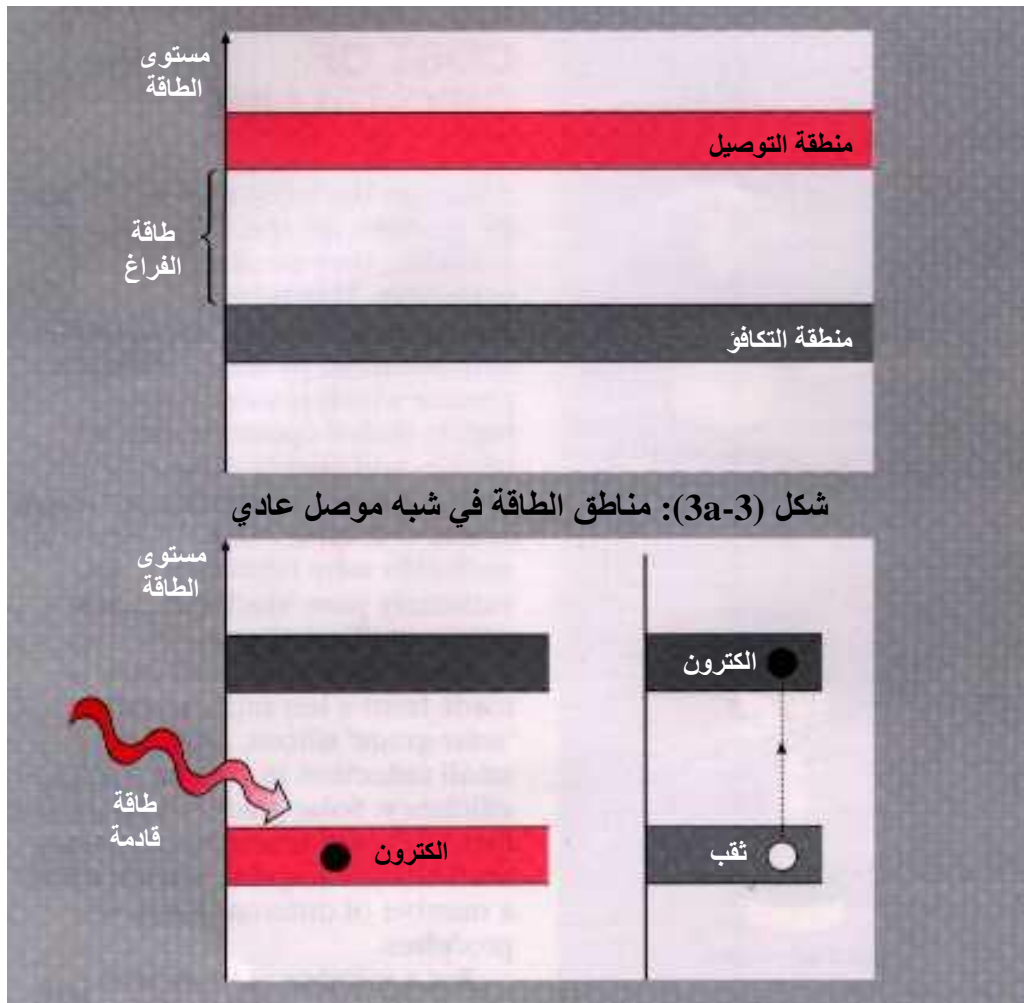 مستوى
الطاقة
منطقة التوصيل
طاقة
الفراغ
منطقة التكافؤ
شكل (3a-3): مناطق الطاقة في شبه موصل عادي
مستوى
الطاقة
الكترون
طاقة
قادمة
الكترون
ثقب